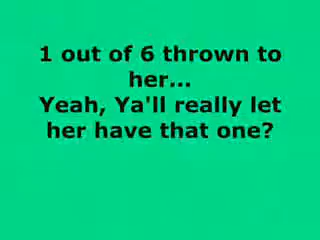 1 out of 6 thrown to
her...
Yeah, Ya'll really let
her have that one?